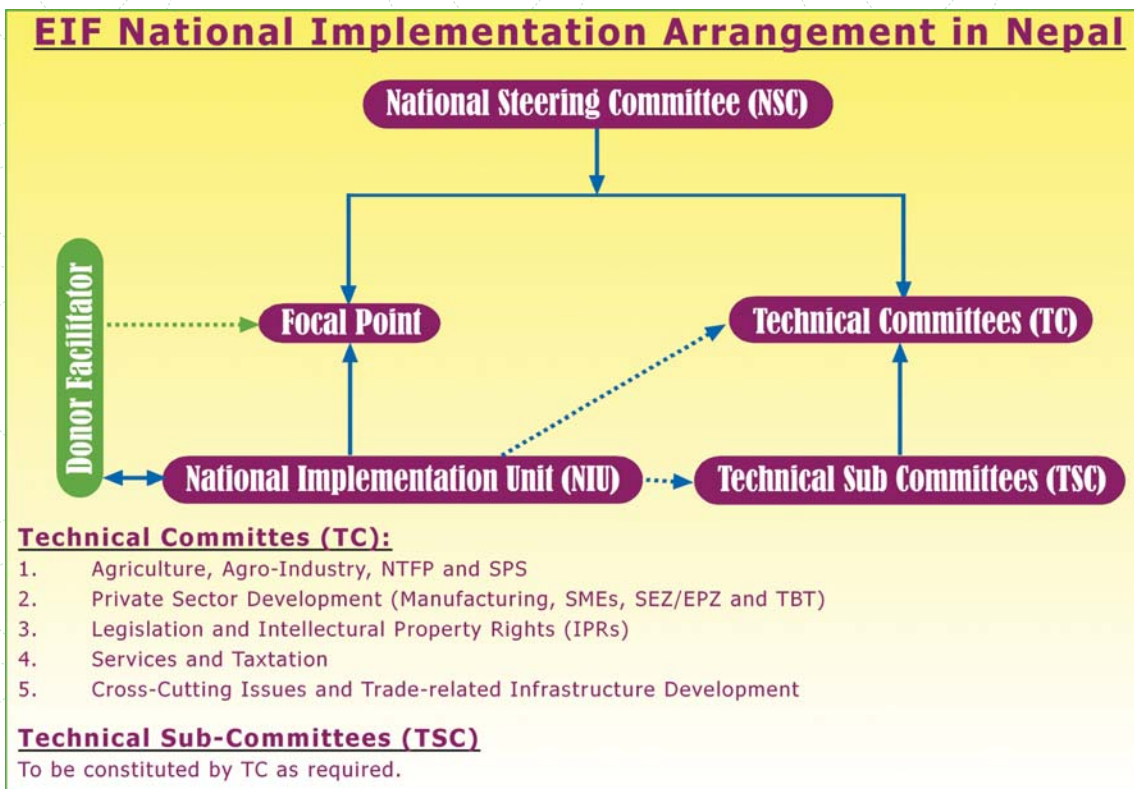 EIF National Implementation Arrangement in Nepal
National Steering Committee (NSC)
Donor Facilitator
Focal Point
Technical Committees (TC)
National Implementation Unit (NIU)
Technical Sub Committees (TSC)
Technical Committes (TC):
1. Agriculture, Agro-Industry, NTFP and SPS
2. Private Sector Development (Manufacturing, SMEs, SEZ/EPZ and TBT)
3. Legislation and Intellectural Property Rights (IPRs)
4. Services and Taxtation
5. Cross-Cutting Issues and Trade-related Infrastructure Development
Technical Sub-Committees (TSC)
To be constituted by TC as required.